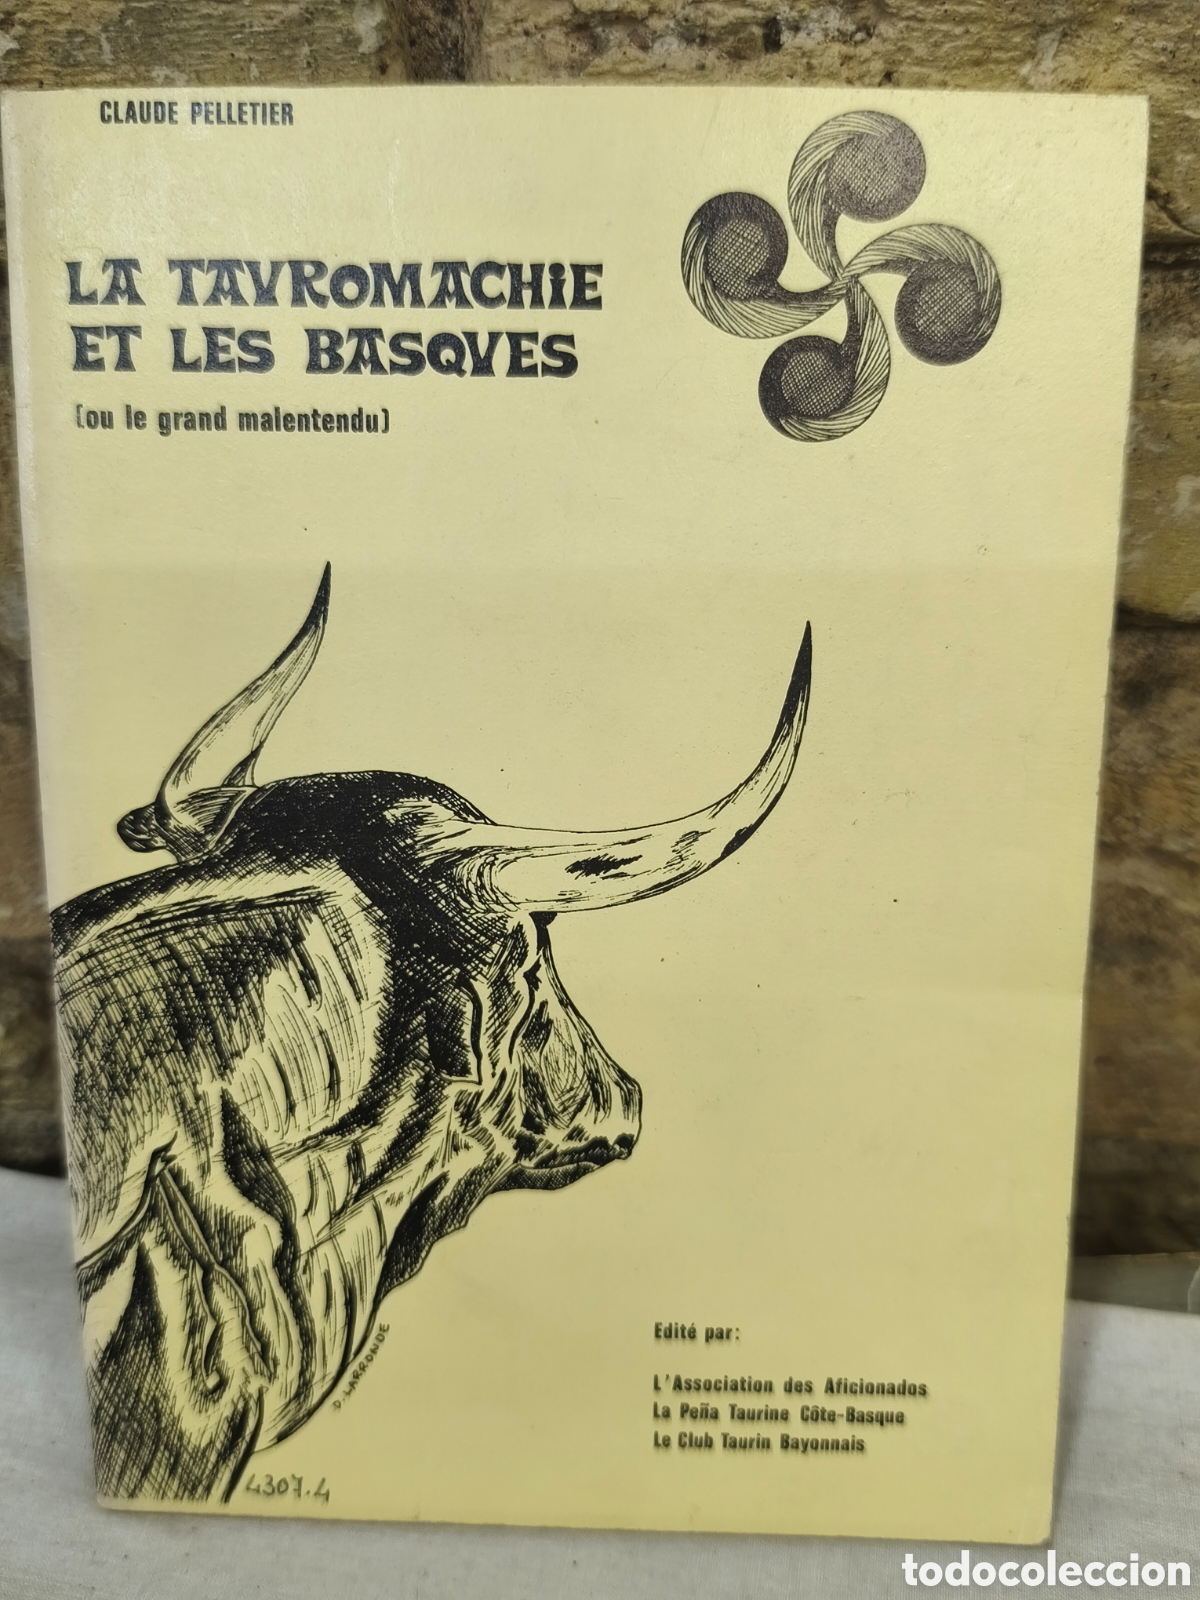 CLAUDE PELLETIER
LA TAVROMACHiE
ET LES BASQVES
(ou le grand malentendu)
D. LARRONDE
4307.4
Edité par:
L'Association des Aficionados
La Peña Taurine Côte-Basque
Le Club Taurin Bayonnais
todocoleccion